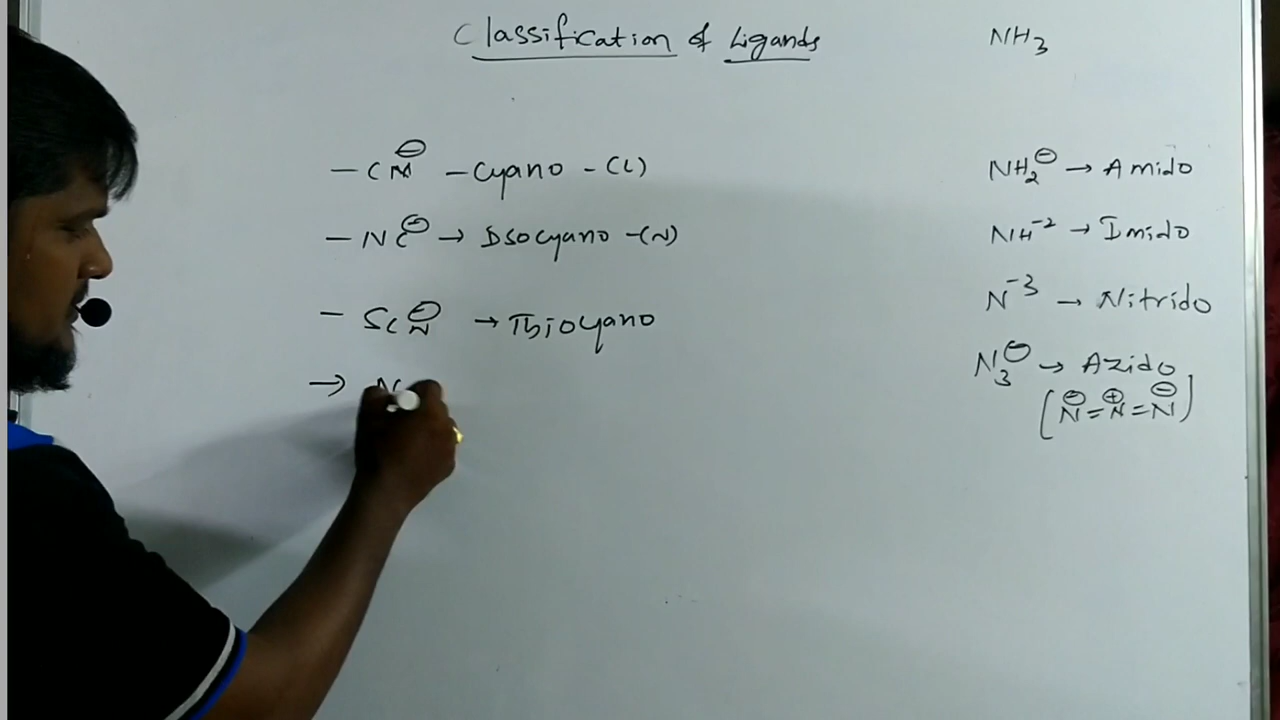 Classification of Ligands
NH3
- CN⊖ - Cyano - (C)
- NC⊖ → Isocyano - (N)
- SCN⊖ → Thiocyano
→ N
NH2⊖ → Amido
NH-2 → Imido
N-3 → Nitrido
N3⊖ → Azido
(N⊖=N⊕=N⊖)